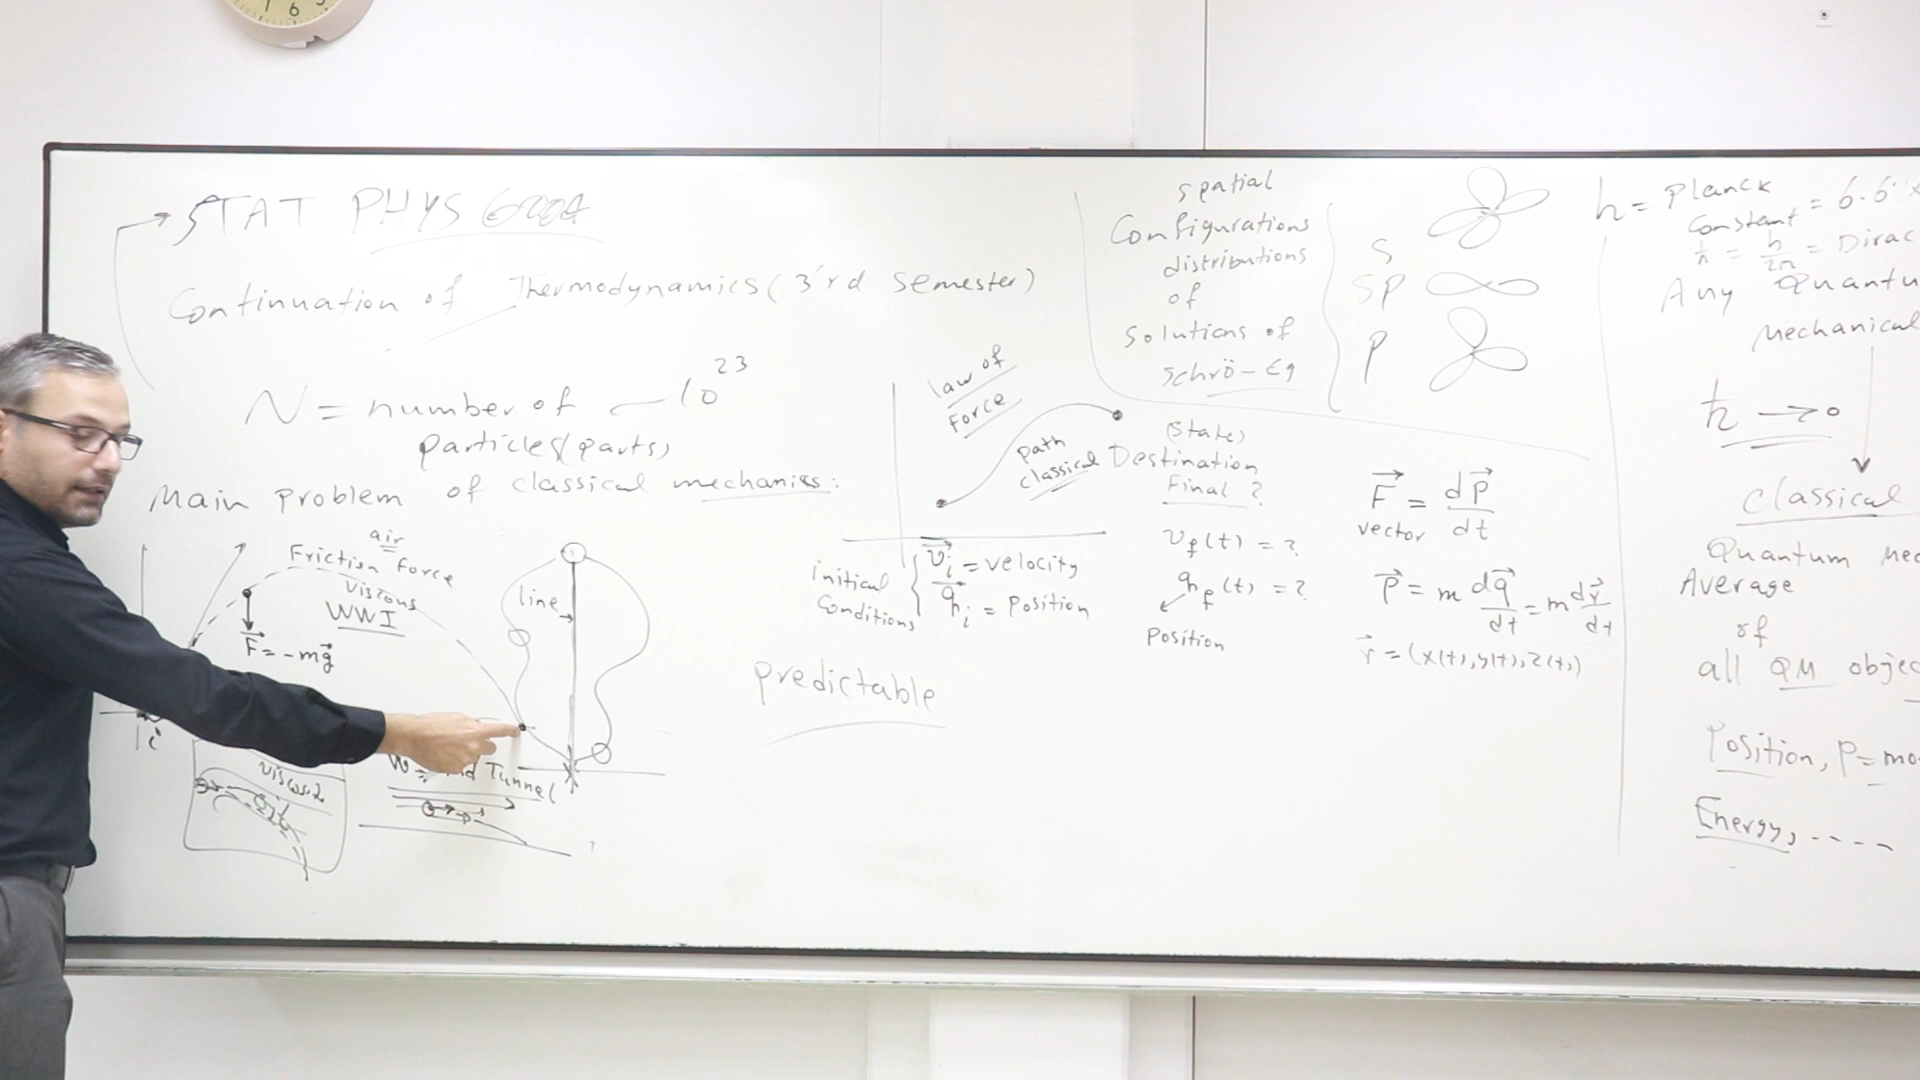 STAT PHYS
Continuation of Thermodynamics (3'rd semester)
N = number of ~10^23
particles (parts)
Main problem of classical mechanics:
air
Friction Force
viscous
WWI
F = -mg
i
line
viscosi
Tunnel
law of
Force
path
classical
(State)
Destination
Final ?
initial
Conditions
v_i = velocity
q_i = position
v_f(t) = ?
q_f(t) = ?
position
predictable
spatial
Configurations
distributions
of
solutions of
schrö-Eq
S
SP
P
F = dp/dt
vector
p = m dq/dt = m dr/dt
r = (x(t), y(t), z(t))
h = Planck
Constant = 6.6
ħ = h/2π = Dirac
Any Quantu
Mechanical
ħ → 0
Classical
Quantum Mec
Average
of
all QM objec
Position, P = mo
Energy, ----
6